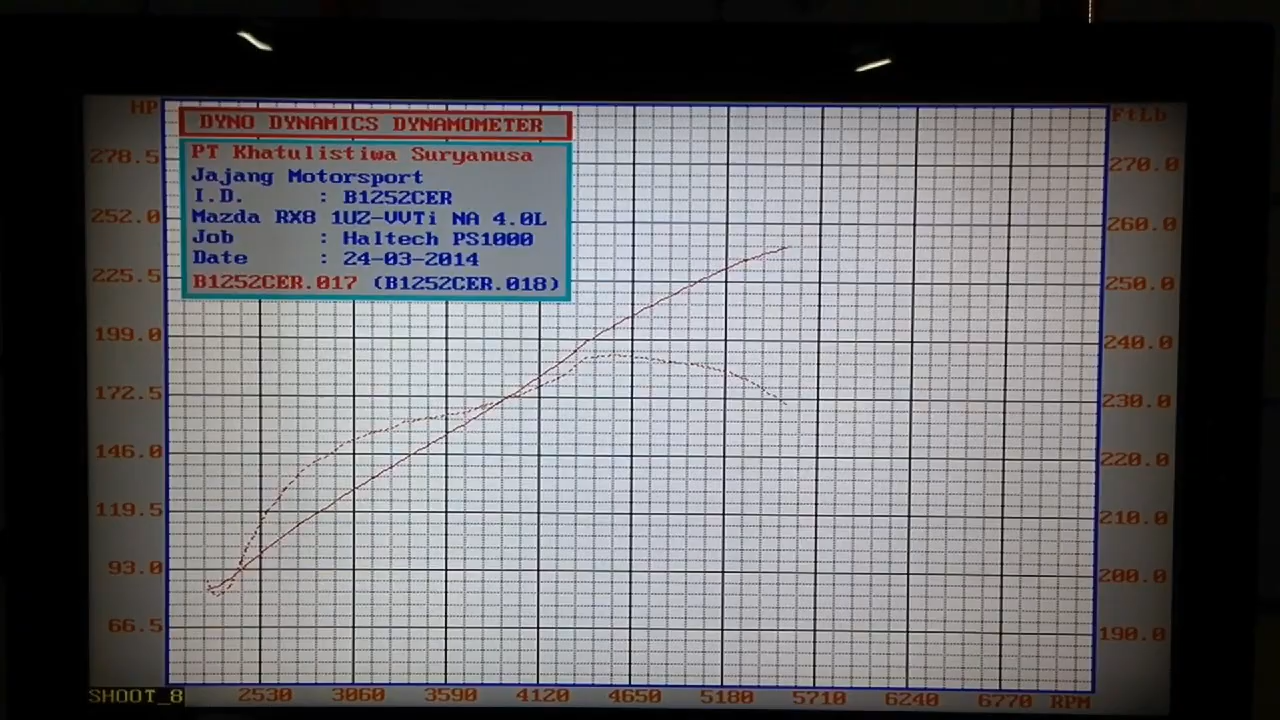 HP
FtLb
DYNO DYNAMICS DYNAMOMETER
PT Khatulistiwa Suryanusa
Jajang Motorsport
I.D. : B1252CER
Mazda RX8 1UZ-VVTi NA 4.0L
Job : Haltech PS1000
Date : 24-03-2014
B1252CER.017 (B1252CER.018)
278.5
252.0
225.5
199.0
172.5
146.0
119.5
93.0
66.5
270.0
260.0
250.0
240.0
230.0
220.0
210.0
200.0
190.0
SHOOT_8 2530 3060 3590 4120 4650 5180 5710 6240 6770 RPM